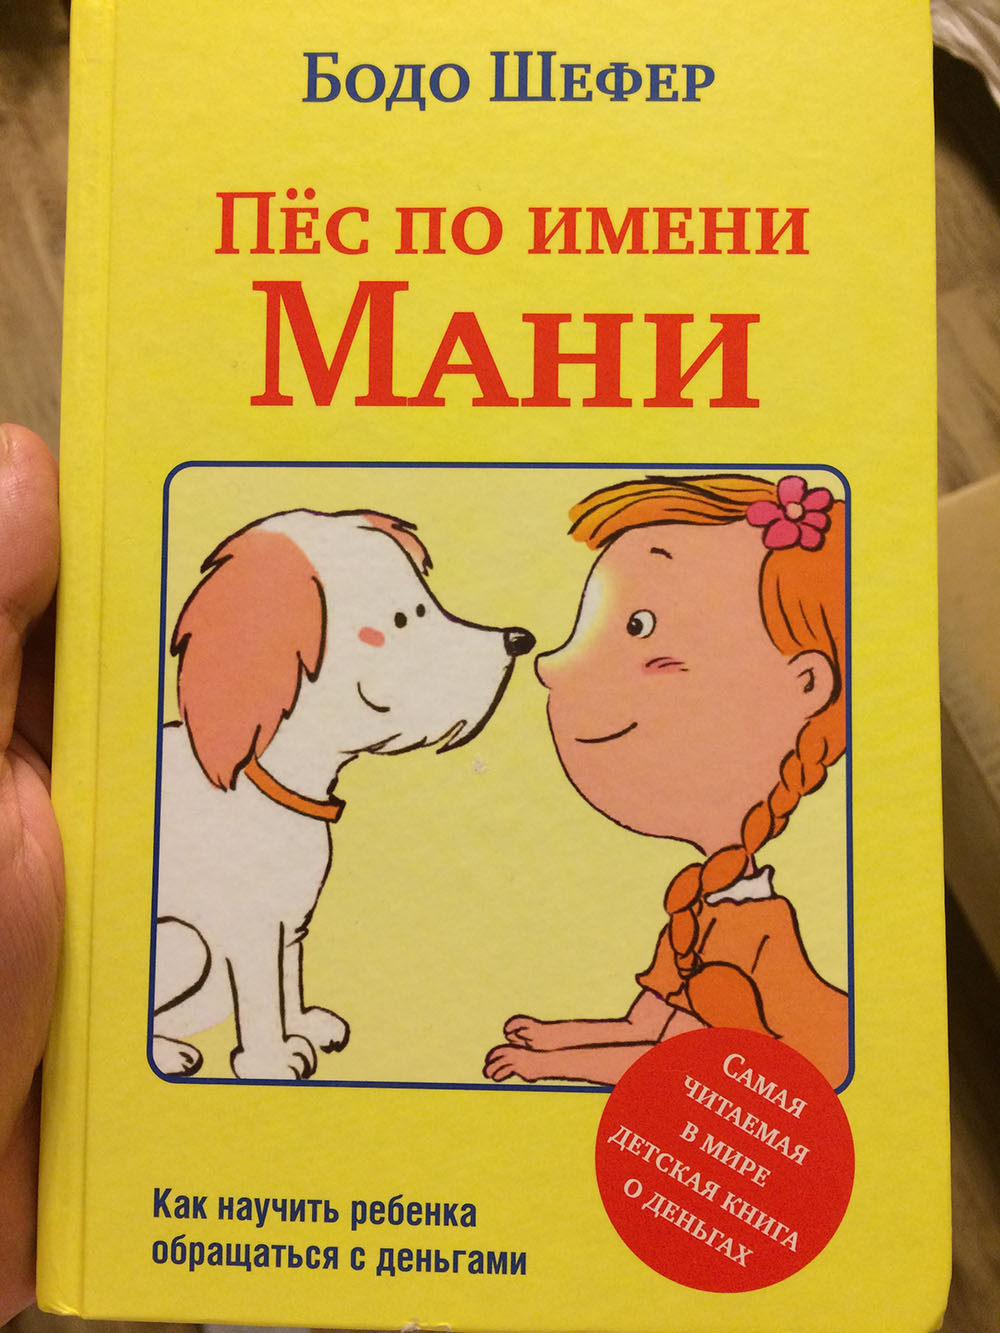 Бодо Шефер
Пёс по имени
Мани
Самая
читаемая
в мире
детская книга
о деньгах
Как научить ребенка
обращаться с деньгами